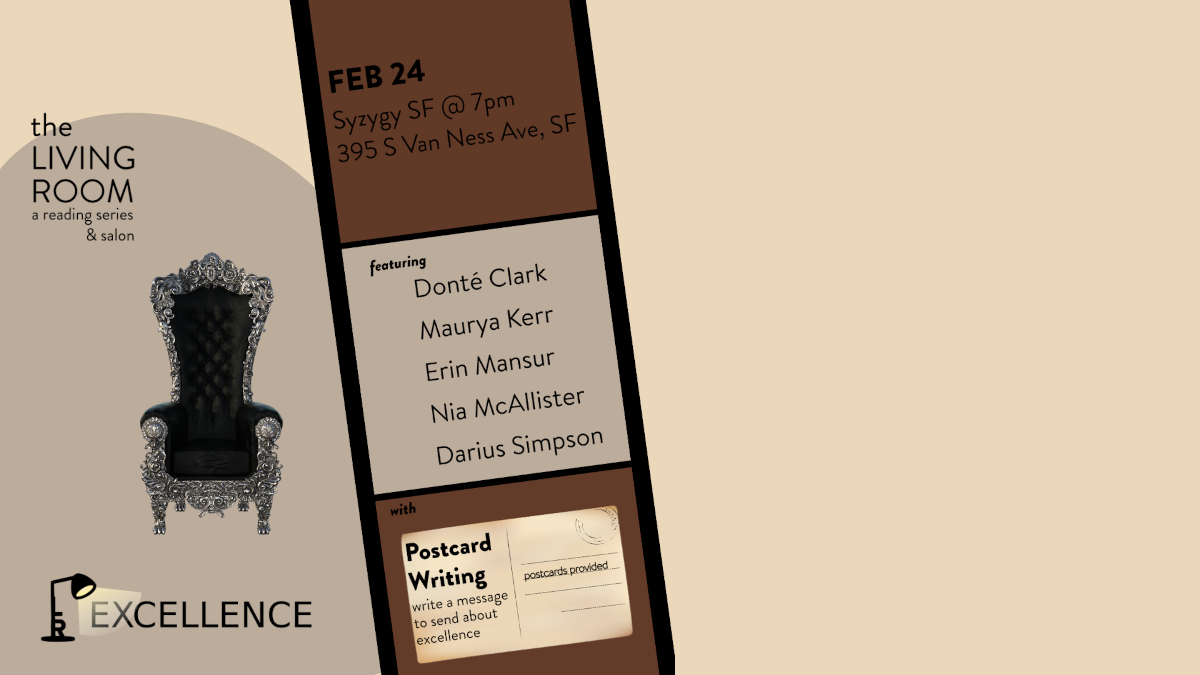 the
LIVING
ROOM
a reading series
& salon
LR
EXCELLENCE
FEB 24
Syzygy SF @ 7pm
395 S Van Ness Ave, SF
featuring
Donté Clark
Maurya Kerr
Erin Mansur
Nia McAllister
Darius Simpson
with
Postcard
Writing
write a message
to send about
excellence
postcards provided